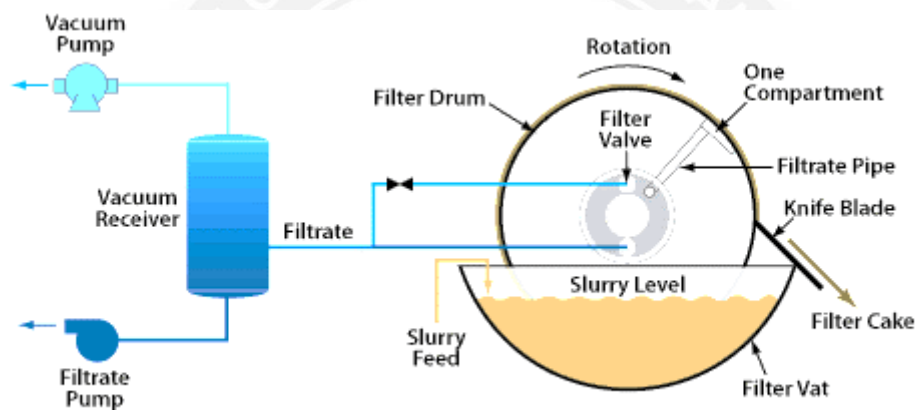 Vacuum
Pump
Rotation
One
Compartment
Filter Drum
Filter
Valve
Filtrate Pipe
Vacuum
Receiver
Knife Blade
Filtrate
Slurry Level
Slurry
Feed
Filter Cake
Filtrate
Pump
Filter Vat